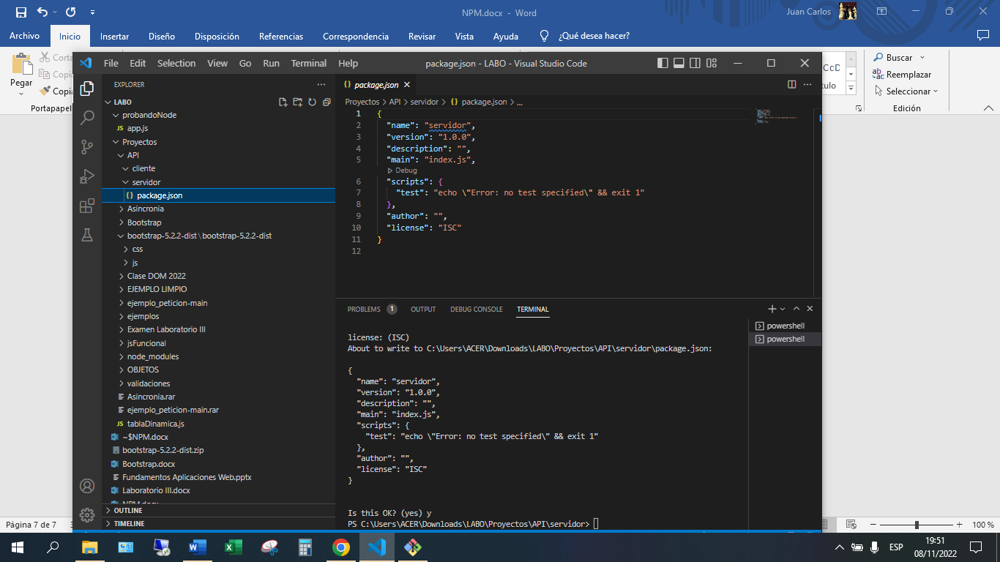 NPM.docx - Word
Juan Carlos
Archivo Inicio Insertar Diseño Disposición Referencias Correspondencia Revisar Vista Ayuda ¿Qué desea hacer?
Pegar
Portapapel
Buscar
Reemplazar
Seleccionar
Edición
File Edit Selection View Go Run Terminal Help
package.json - LABO - Visual Studio Code
EXPLORER
LABO
probandoNode
JS app.js
Proyectos
API
cliente
servidor
{} package.json
Asincronia
Bootstrap
bootstrap-5.2.2-dist\bootstrap-5.2.2-dist
css
js
Clase DOM 2022
EJEMPLO LIMPIO
ejemplo_peticion-main
ejemplos
Examen Laboratorio III
jsFuncional
node_modules
OBJETOS
validaciones
Asincronia.rar
ejemplo_peticion-main.rar
JS tablaDinamica.js
~$NPM.docx
bootstrap-5.2.2-dist.zip
Bootstrap.docx
Fundamentos Aplicaciones Web.pptx
Laboratorio III.docx
NPM.docx
OUTLINE
TIMELINE
{} package.json
Proyectos > API > servidor > {} package.json > ...
1 {
2 "name": "servidor",
3 "version": "1.0.0",
4 "description": "",
5 "main": "index.js",
Debug
6 "scripts": {
7 "test": "echo \"Error: no test specified\" && exit 1"
8 },
9 "author": "",
10 "license": "ISC"
11 }
12
PROBLEMS 1 OUTPUT DEBUG CONSOLE TERMINAL
powershell
powershell
license: (ISC)
About to write to C:\Users\ACER\Downloads\LABO\Proyectos\API\servidor\package.json:
{
"name": "servidor",
"version": "1.0.0",
"description": "",
"main": "index.js",
"scripts": {
"test": "echo \"Error: no test specified\" && exit 1"
},
"author": "",
"license": "ISC"
}
Is this OK? (yes) y
PS C:\Users\ACER\Downloads\LABO\Proyectos\API\servidor>
Página 7 de 7
100 %
ESP
19:51
08/11/2022